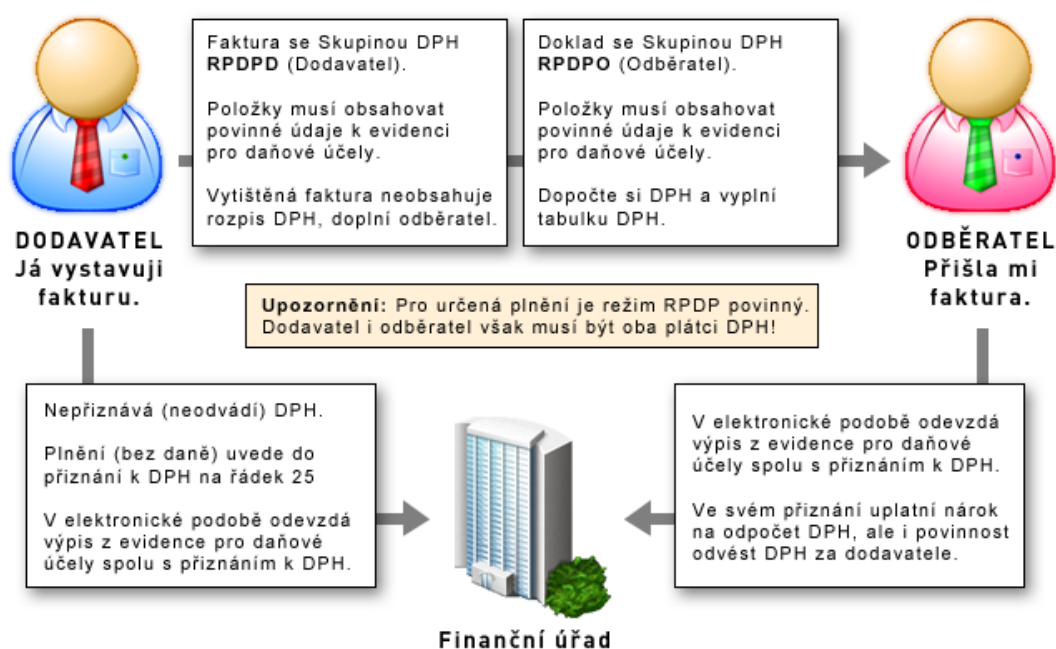 Faktura se Skupinou DPH
RPDPD (Dodavatel).
Položky musí obsahovat
povinné údaje k evidenci
pro daňové účely.
Vytištěná faktura neobsahuje
rozpis DPH, doplní odběratel.
Doklad se Skupinou DPH
RPDPO (Odběratel).
Položky musí obsahovat
povinné údaje k evidenci
pro daňové účely.
Dopočte si DPH a vyplní
tabulku DPH.
DODAVATEL
Já vystavuji
fakturu.
ODBĚRATEL
Přišla mi
faktura.
Upozornění: Pro určená plnění je režim RPDP povinný.
Dodavatel i odběratel však musí být oba plátci DPH!
Nepřiznává (neodvádí) DPH.
Plnění (bez daně) uvede do
přiznání k DPH na řádek 25
V elektronické podobě odevzdá
výpis z evidence pro daňové
účely spolu s přiznáním k DPH.
V elektronické podobě odevzdá
výpis z evidence pro daňové
účely spolu s přiznáním k DPH.
Ve svém přiznání uplatní nárok
na odpočet DPH, ale i povinnost
odvést DPH za dodavatele.
Finanční úřad